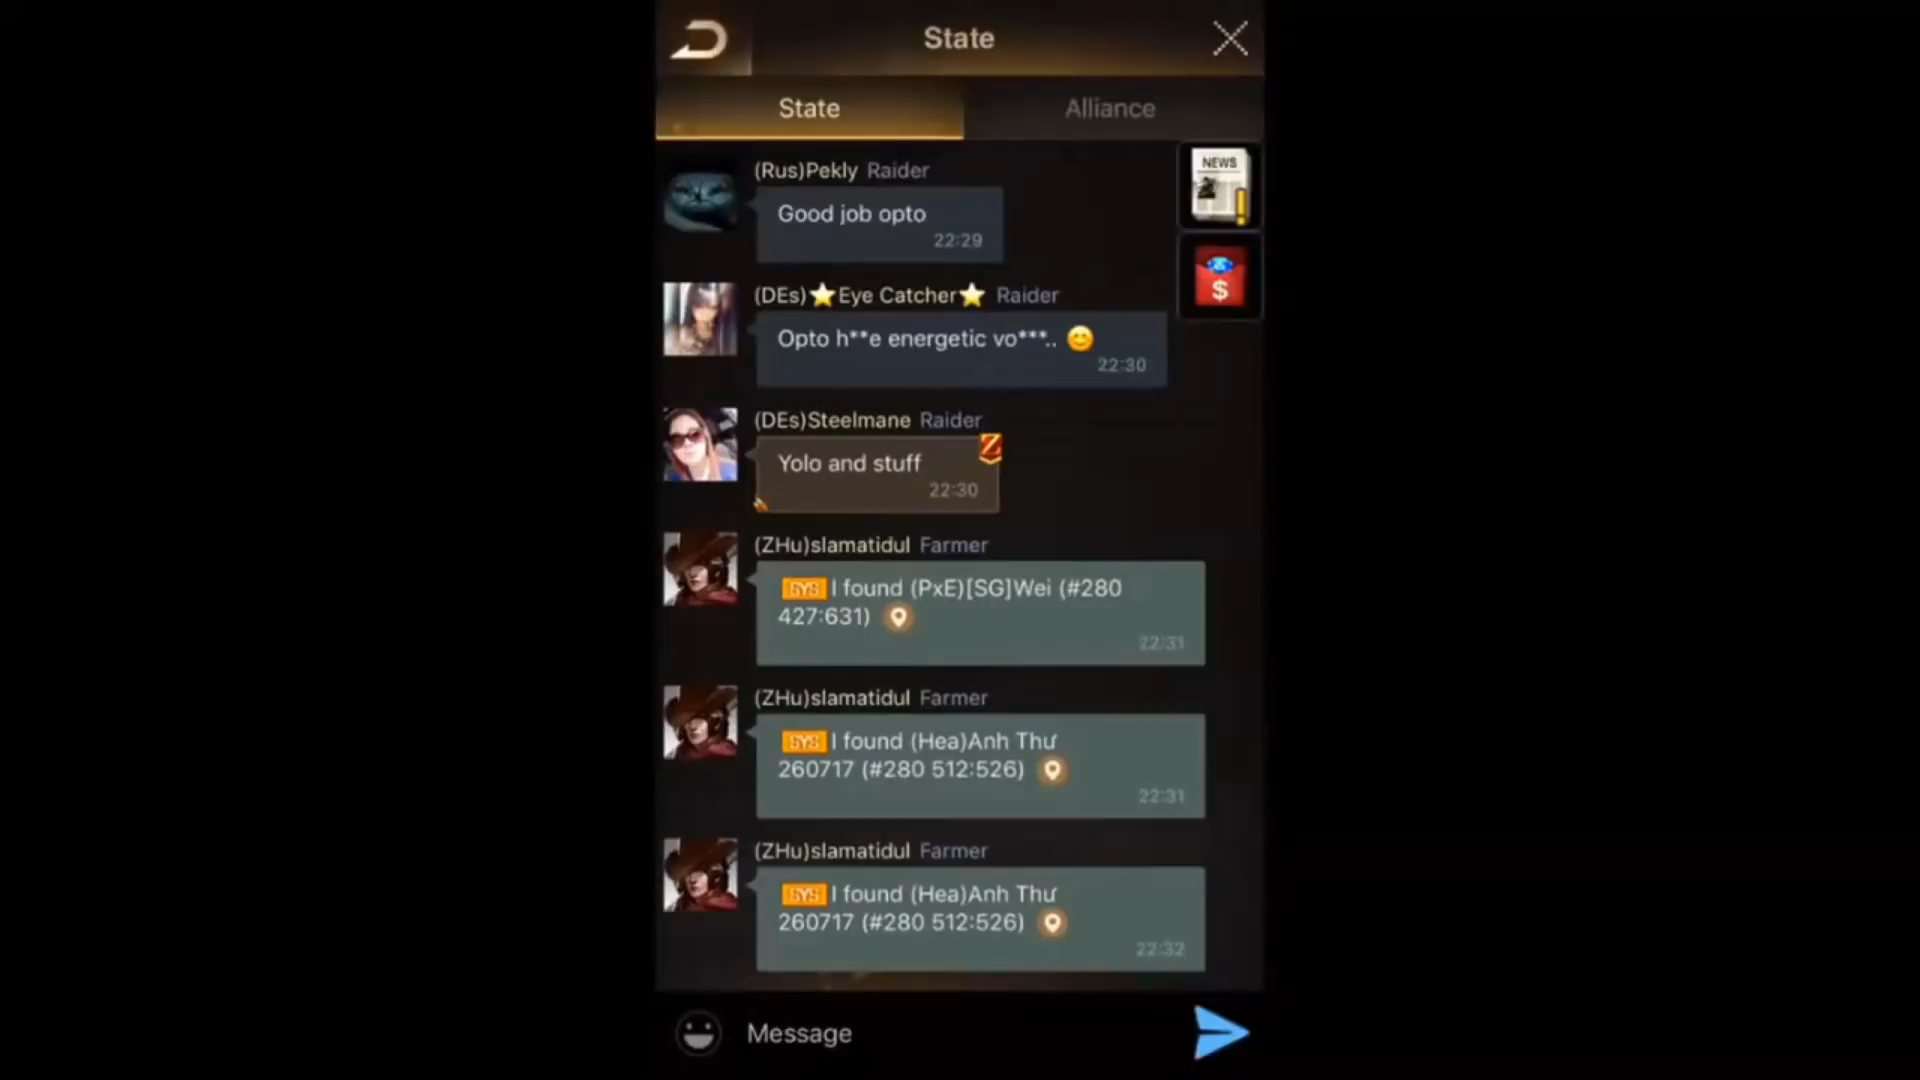 State
State Alliance
(Rus)Pekly Raider
Good job opto
22:29
NEWS
$
(DEs)⭐Eye Catcher⭐ Raider
Opto h**e energetic vo***.. 😊
22:30
(DEs)Steelmane Raider
Z
Yolo and stuff
22:30
(ZHu)slamatidul Farmer
SYS I found (PxE)[SG]Wei (#280
427:631)
22:31
(ZHu)slamatidul Farmer
SYS I found (Hea)Anh Thư
260717 (#280 512:526)
22:31
(ZHu)slamatidul Farmer
SYS I found (Hea)Anh Thư
260717 (#280 512:526)
22:32
Message